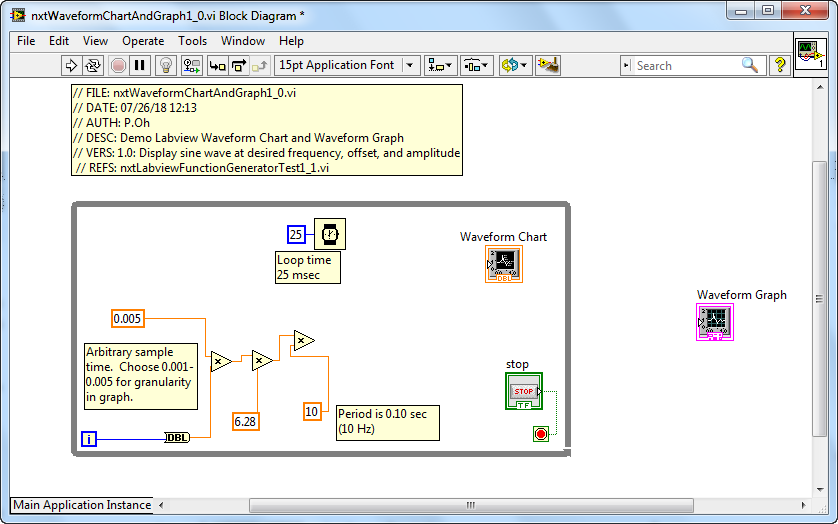 nxtWaveformChartAndGraph1_0.vi Block Diagram *
File Edit View Operate Tools Window Help
15pt Application Font
Search
?
1
// FILE: nxtWaveformChartAndGraph1_0.vi
// DATE: 07/26/18 12:13
// AUTH: P.Oh
// DESC: Demo Labview Waveform Chart and Waveform Graph
// VERS: 1.0: Display sine wave at desired frequency, offset, and amplitude
// REFS: nxtLabviewFunctionGeneratorTest1_1.vi
25
Loop time
25 msec
Waveform Chart
DBL
Waveform Graph
0.005
Arbitrary sample
time. Choose 0.001-
0.005 for granularity
in graph.
6.28
10
Period is 0.10 sec
(10 Hz)
stop
STOP
TF
i
DBL
Main Application Instance